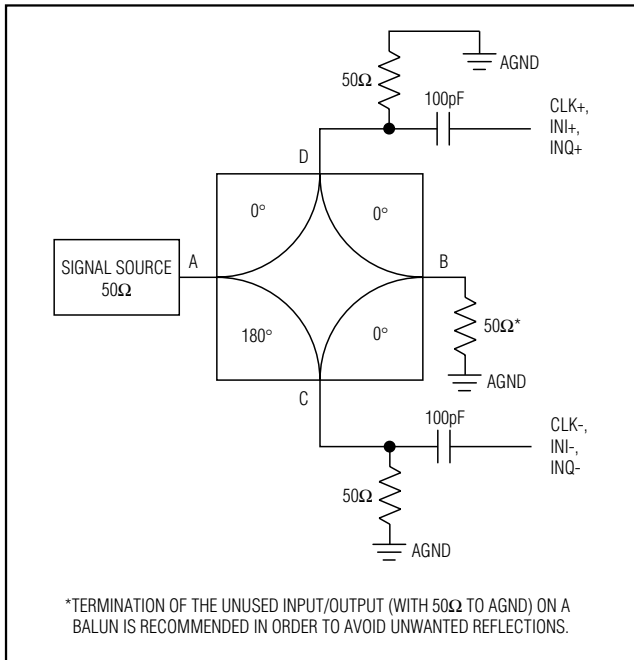 50Ω
AGND
100pF
CLK+,
INI+,
INQ+
D
0°
0°
SIGNAL SOURCE
50Ω
A
B
180°
0°
50Ω*
AGND
C
100pF
CLK-,
INI-,
INQ-
50Ω
AGND
*TERMINATION OF THE UNUSED INPUT/OUTPUT (WITH 50Ω TO AGND) ON A
BALUN IS RECOMMENDED IN ORDER TO AVOID UNWANTED REFLECTIONS.